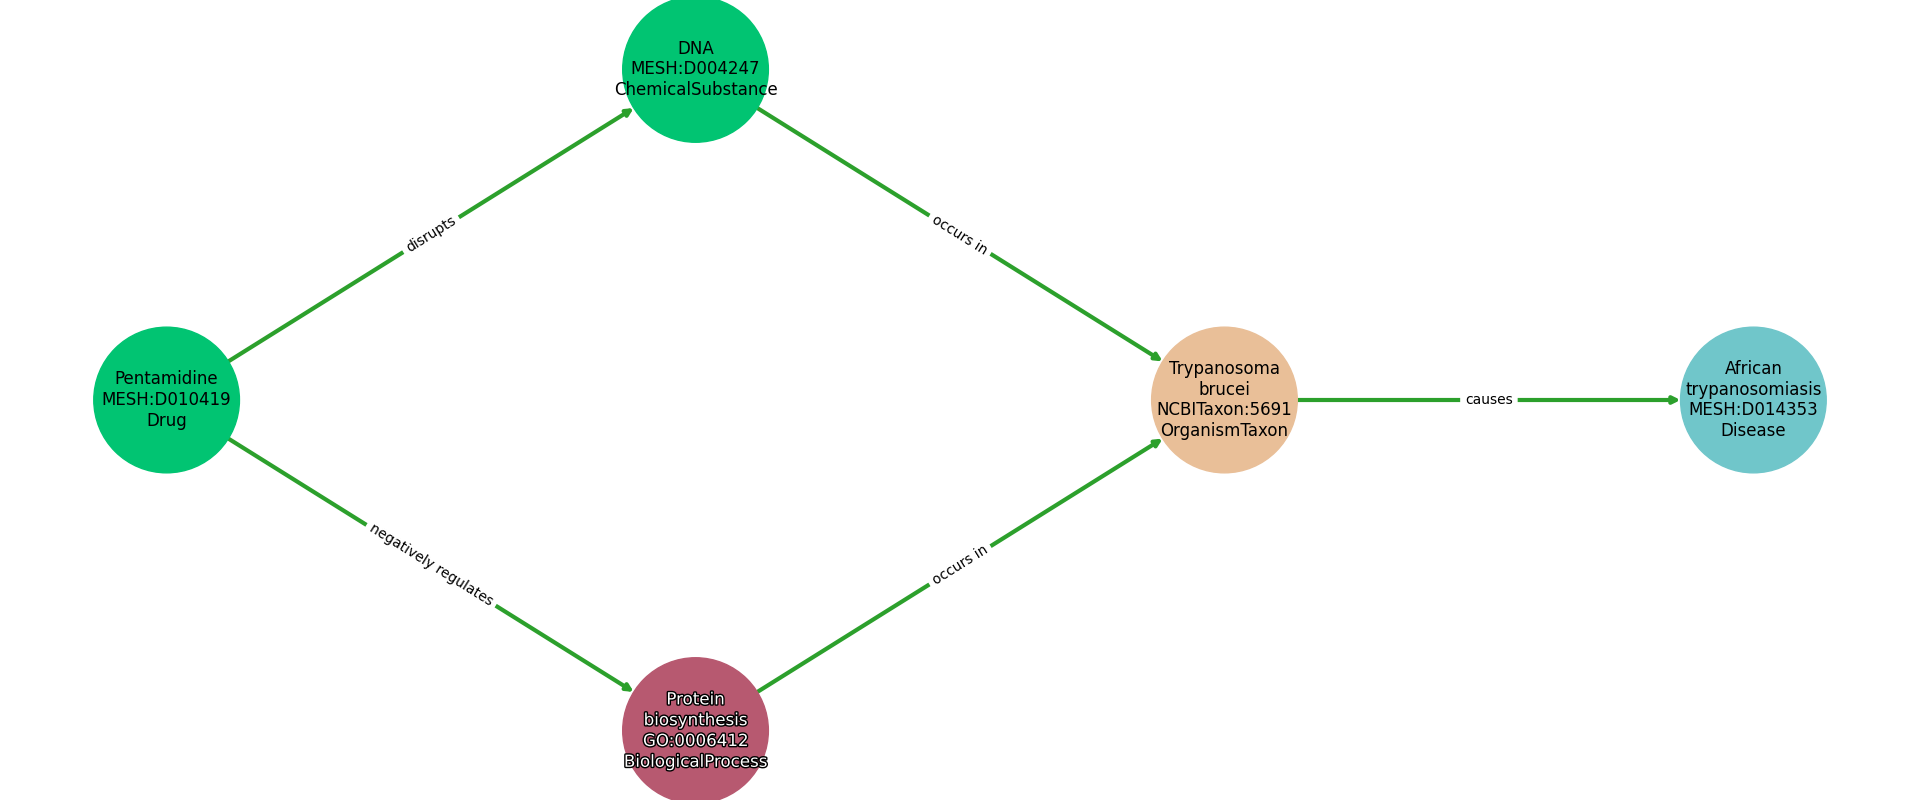 DNA
MESH:D004247
ChemicalSubstance
disrupts
occurs in
Pentamidine
MESH:D010419
Drug
Trypanosoma
brucei
NCBITaxon:5691
OrganismTaxon
causes
African
trypanosomiasis
MESH:D014353
Disease
negatively regulates
occurs in
Protein
biosynthesis
GO:0006412
BiologicalProcess